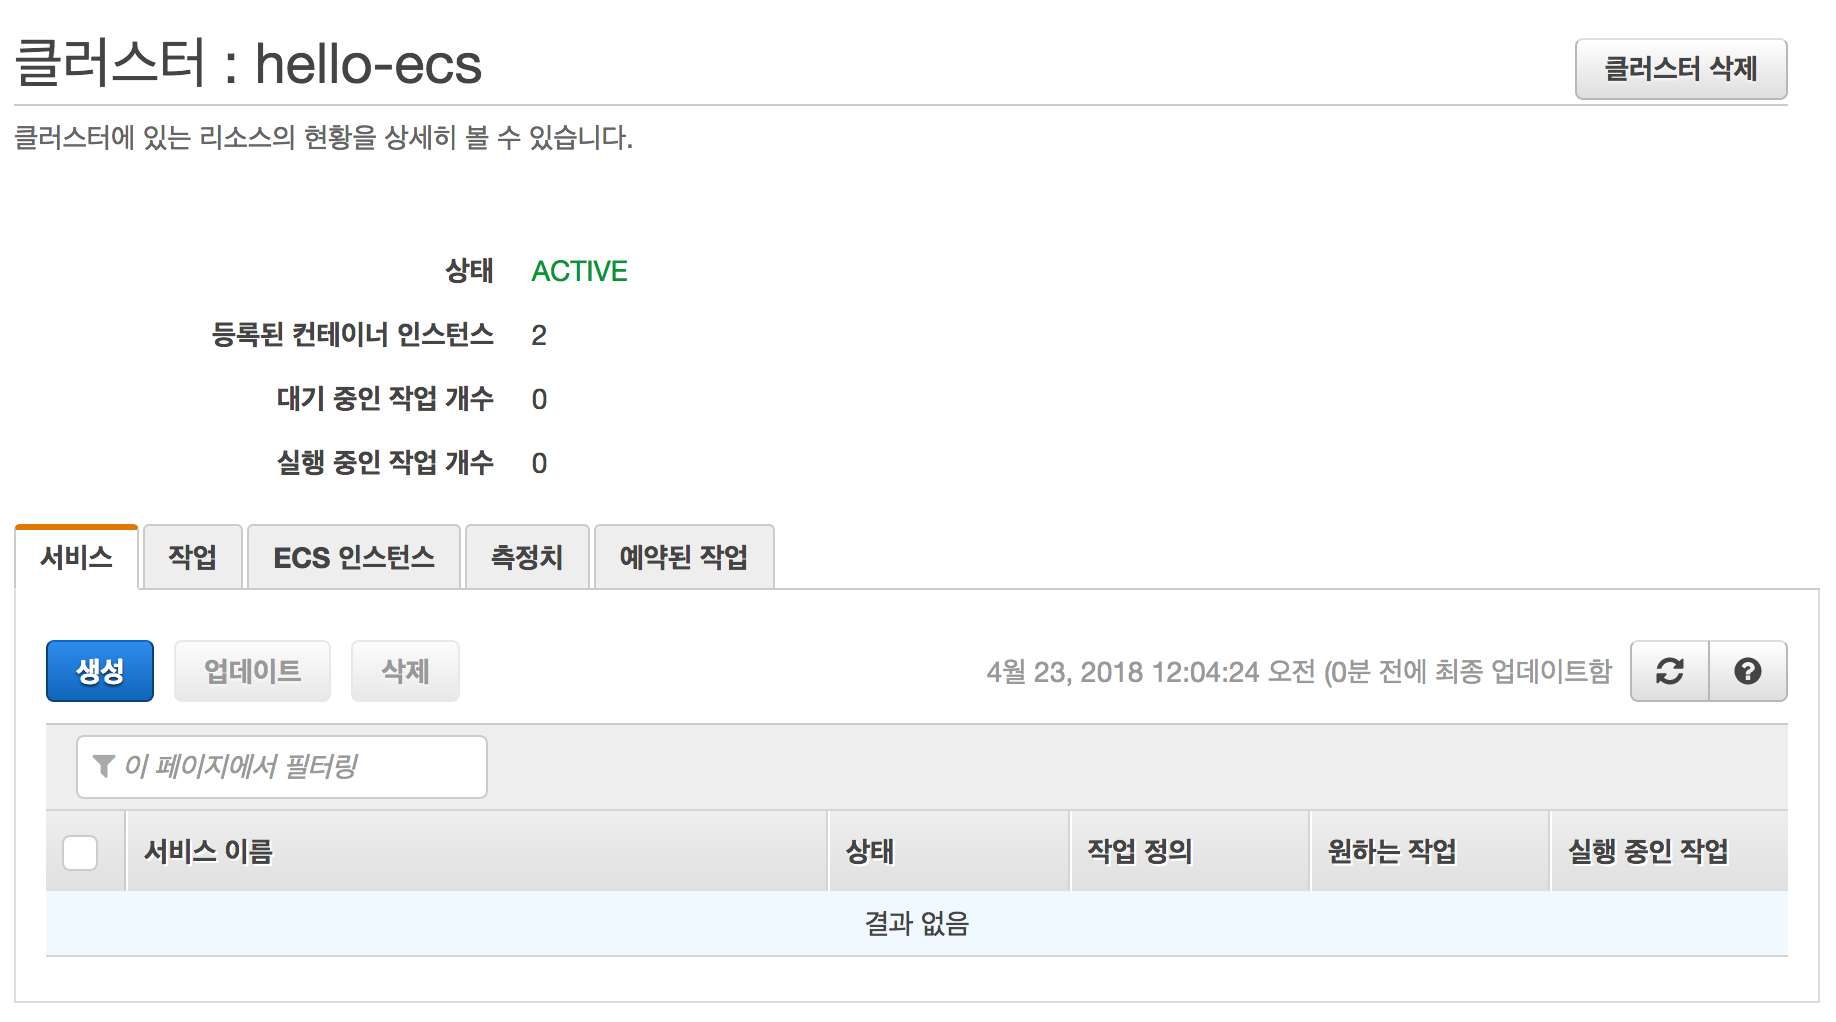 클러스터 : hello-ecs
클러스터 삭제
클러스터에 있는 리소스의 현황을 상세히 볼 수 있습니다.
상태 ACTIVE
등록된 컨테이너 인스턴스 2
대기 중인 작업 개수 0
실행 중인 작업 개수 0
서비스 작업 ECS 인스턴스 측정치 예약된 작업
생성 업데이트 삭제 4월 23, 2018 12:04:24 오전 (0분 전에 최종 업데이트함
이 페이지에서 필터링
서비스 이름 상태 작업 정의 원하는 작업 실행 중인 작업
결과 없음